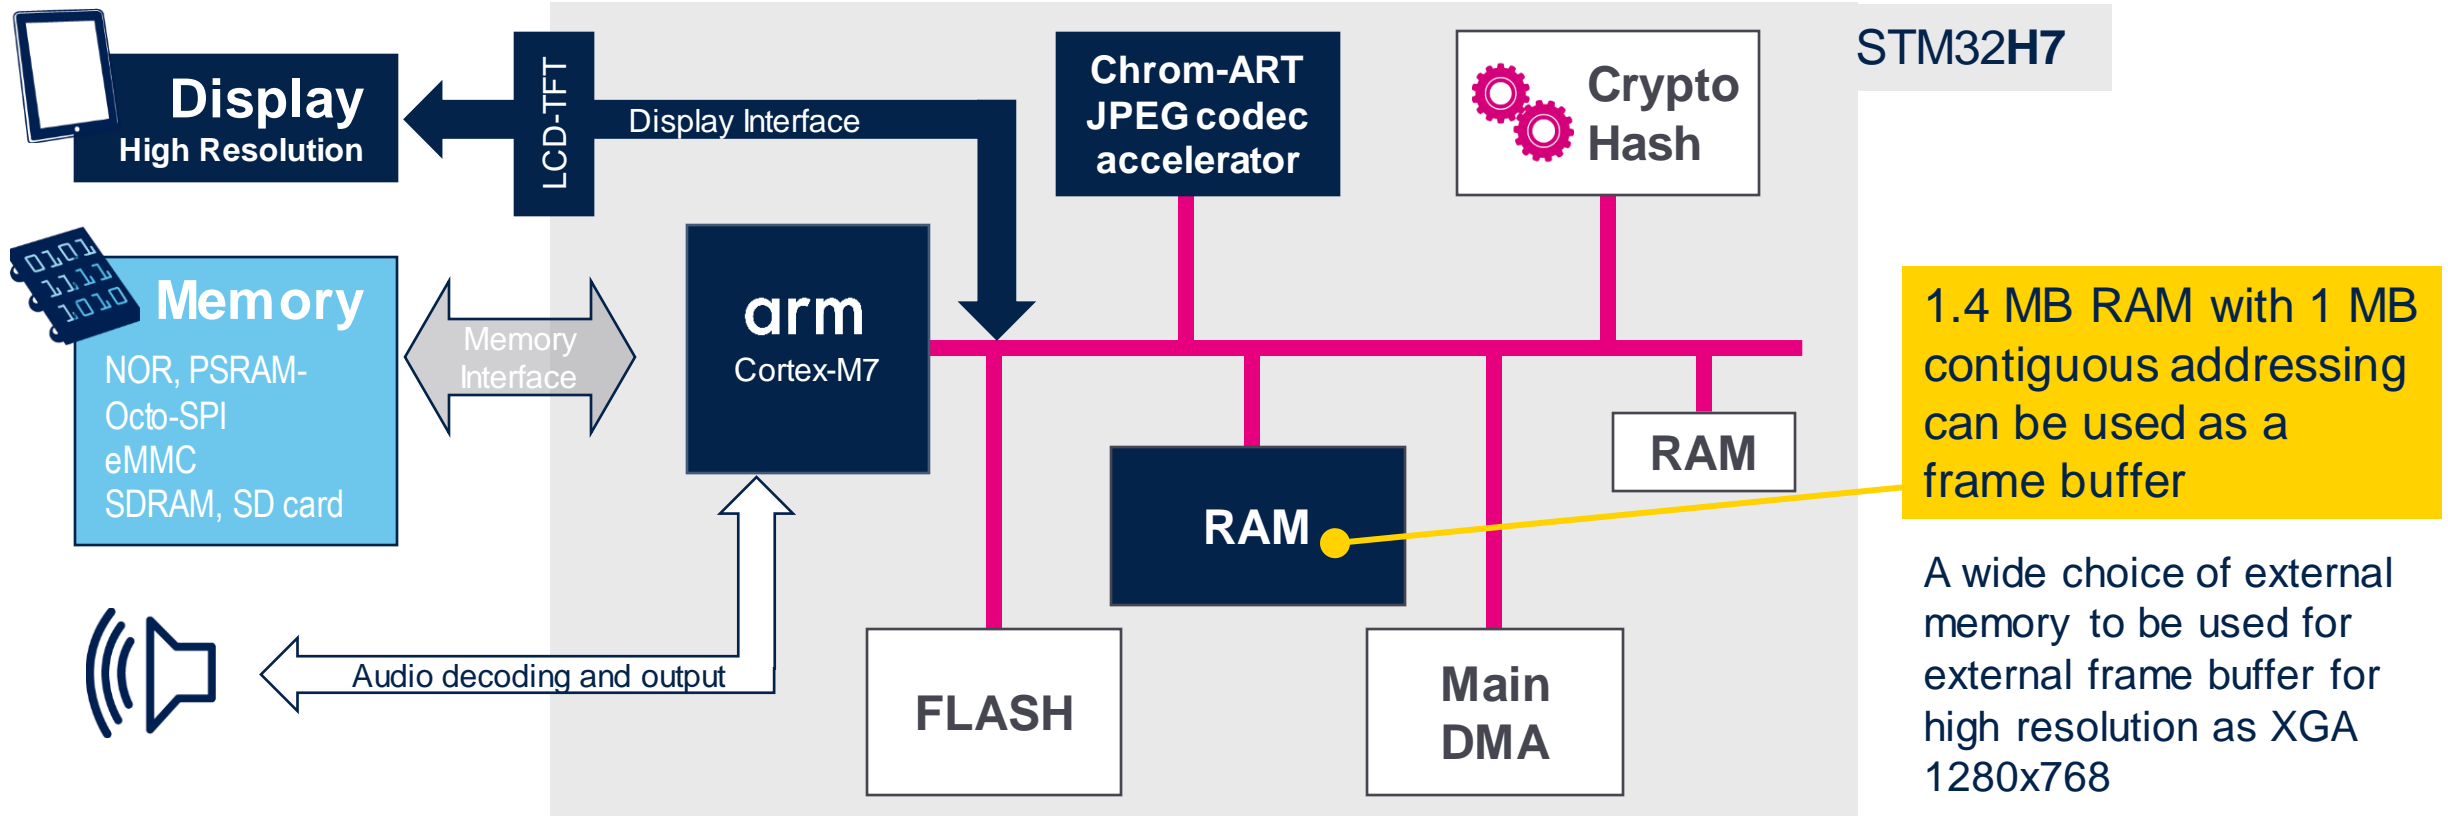 STM32H7
Display
High Resolution
LCD-TFT
Display Interface
Chrom-ART
JPEG codec
accelerator
Crypto
Hash
0101
1111
1010
Memory
NOR, PSRAM-
Octo-SPI
eMMC
SDRAM, SD card
Memory
Interface
arm
Cortex-M7
RAM
RAM
1.4 MB RAM with 1 MB
contiguous addressing
can be used as a
frame buffer
Audio decoding and output
FLASH
Main
DMA
A wide choice of external
memory to be used for
external frame buffer for
high resolution as XGA
1280x768